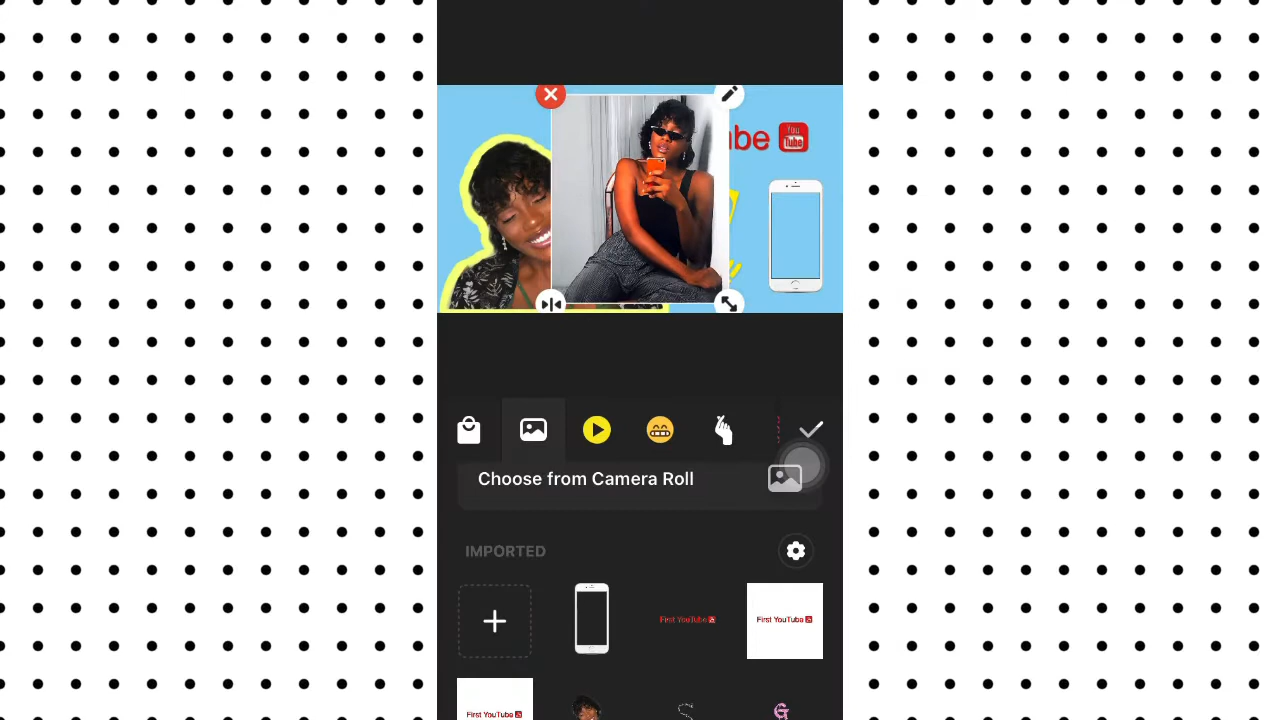 be You
Tube
Choose from Camera Roll
IMPORTED
First YouTube
First YouTube
First YouTube
S
G